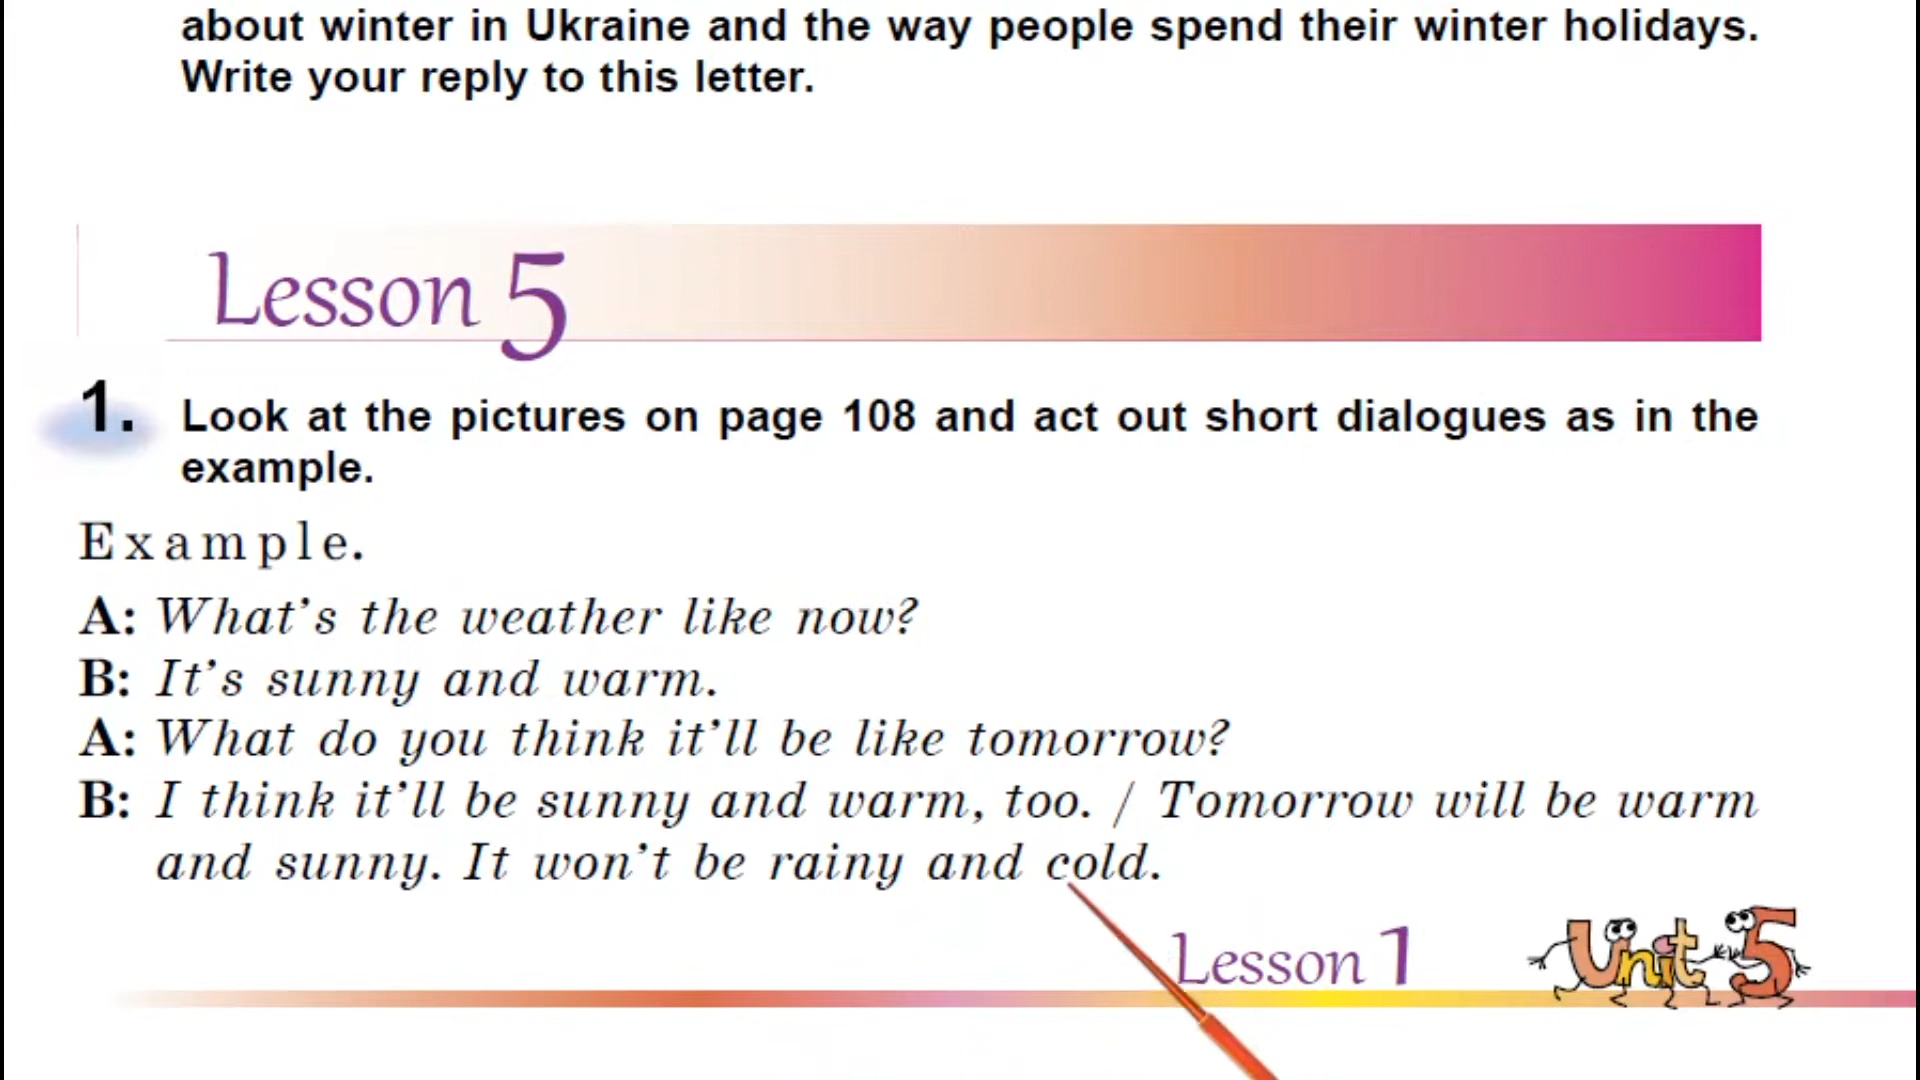 about winter in Ukraine and the way people spend their winter holidays.
Write your reply to this letter.
Lesson 5
1. Look at the pictures on page 108 and act out short dialogues as in the
example.
Example.
A: What's the weather like now?
B: It's sunny and warm.
A: What do you think it'll be like tomorrow?
B: I think it'll be sunny and warm, too. / Tomorrow will be warm
and sunny. It won't be rainy and cold.
Lesson 1
Unit 5